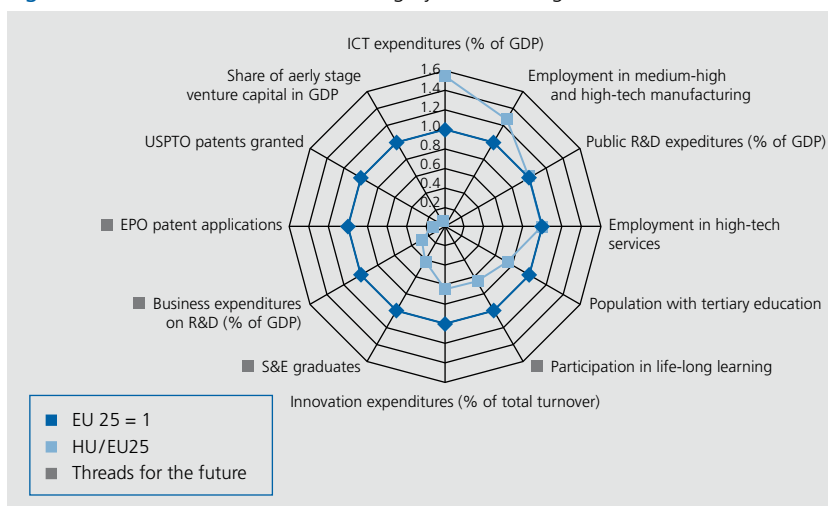 ICT expenditures (% of GDP)
Share of aerly stage
venture capital in GDP
Employment in medium-high
and high-tech manufacturing
USPTO patents granted
Public R&D expeditures (% of GDP)
EPO patent applications
Employment in high-tech
services
Business expenditures
on R&D (% of GDP)
Population with tertiary education
S&E graduates
Participation in life-long learning
Innovation expenditures (% of total turnover)
1.6
1.4
1.2
1.0
0.8
0.6
0.4
0.2
EU 25 = 1
HU/EU25
Threads for the future